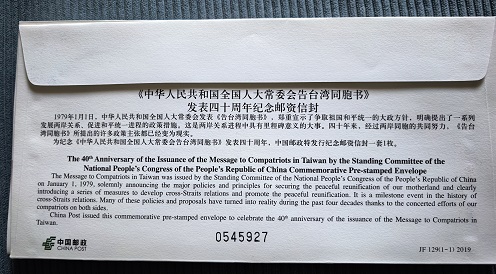 《中华人民共和国全国人大常委会告台湾同胞书》
发表四十周年纪念邮资信封
1979年1月1日，中华人民共和国全国人大常委会发表《告台湾同胞书》，郑重宣示了争取祖国和平统一的大政方针，明确提出了一系列
发展两岸关系、促进和平统一进程的政策措施。这是两岸关系进程中具有里程碑意义的大事。四十年来，经过两岸同胞的共同努力，《告台
湾同胞书》所提出的许多政策主张都已经变为现实。
为纪念《中华人民共和国全国人大常委会告台湾同胞书》发表四十周年，中国邮政特发行纪念邮资信封一套1枚。
The 40th Anniversary of the Issuance of the Message to Compatriots in Taiwan by the Standing Committee of the
National People's Congress of the People's Republic of China Commemorative Pre-stamped Envelope
The Message to Compatriots in Taiwan was issued by the Standing Committee of the National People's Congress of the People's Republic of China
on January 1, 1979, solemnly announcing the major policies and principles for securing the peaceful reunification of our motherland and clearly
introducing a series of measures to develop cross-Straits relations and promote the peaceful reunification. It is a milestone event in the history of
cross-Straits relations. Many of these policies and proposals have turned into reality during the past four decades thanks to the concerted efforts of our
compatriots on both sides.
China Post issued this commemorative pre-stamped envelope to celebrate the 40th anniversary of the issuance of the Message to Compatriots in
Taiwan.
中国邮政
CHINA POST
0545927
JF 129(1-1) 2019